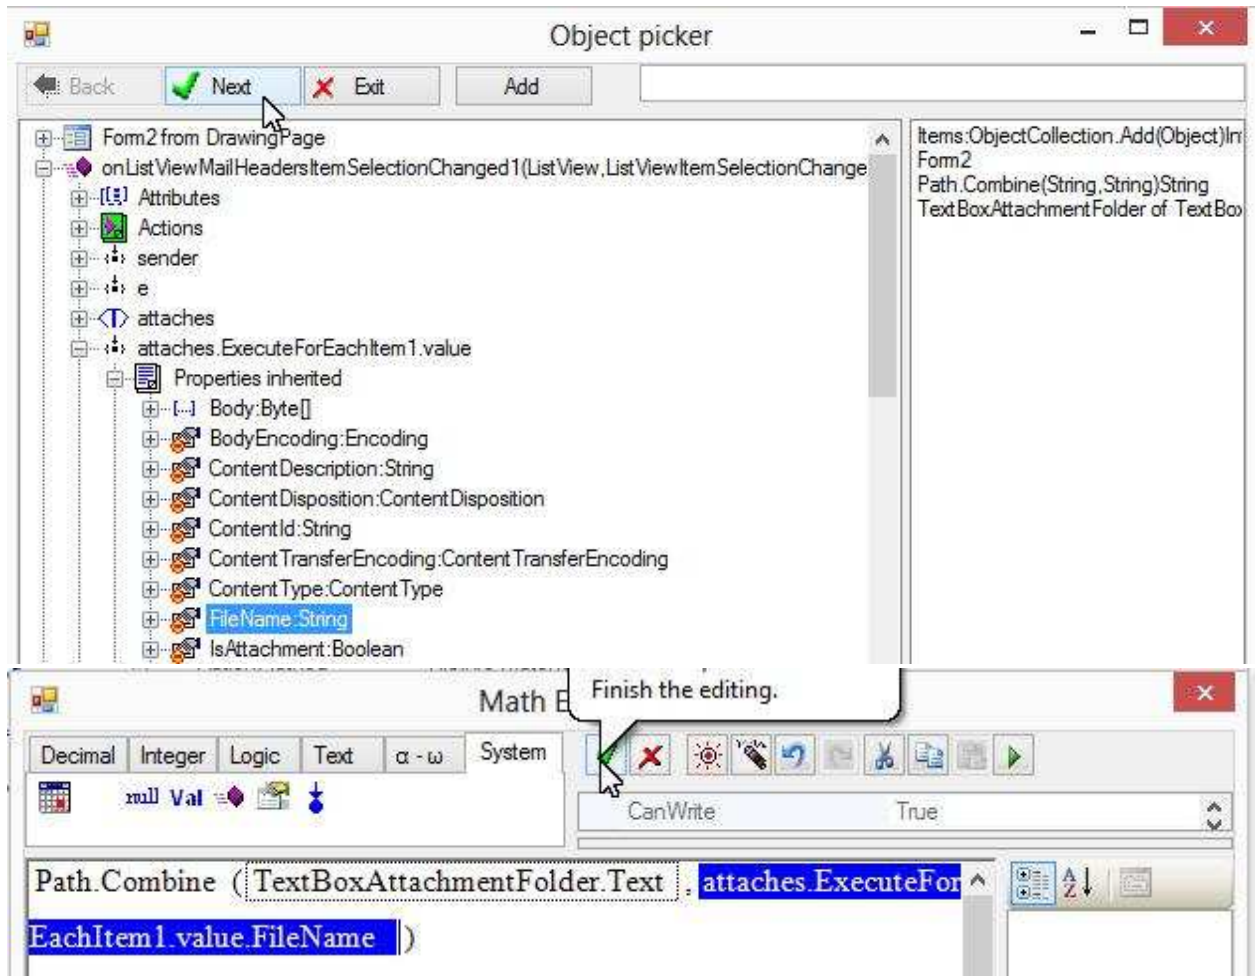 Object picker
Back Next Exit Add
Form2 from DrawingPage
onListViewMailHeadersItemSelectionChanged1(ListView,ListViewItemSelectionChange
Attributes
Actions
sender
e
attaches
attaches.ExecuteForEachItem1.value
Properties inherited
Body:Byte[]
BodyEncoding:Encoding
ContentDescription:String
ContentDisposition:ContentDisposition
ContentId:String
ContentTransferEncoding:ContentTransferEncoding
ContentType:ContentType
FileName:String
IsAttachment:Boolean
Items:ObjectCollection.Add(Object)In
Form2
Path.Combine(String,String)String
TextBoxAttachmentFolder of TextBox
Math E
Finish the editing.
Decimal Integer Logic Text α - ω System
null Val
CanWrite True
Path.Combine ( TextBoxAttachmentFolder.Text , attaches.ExecuteFor
EachItem1.value.FileName )